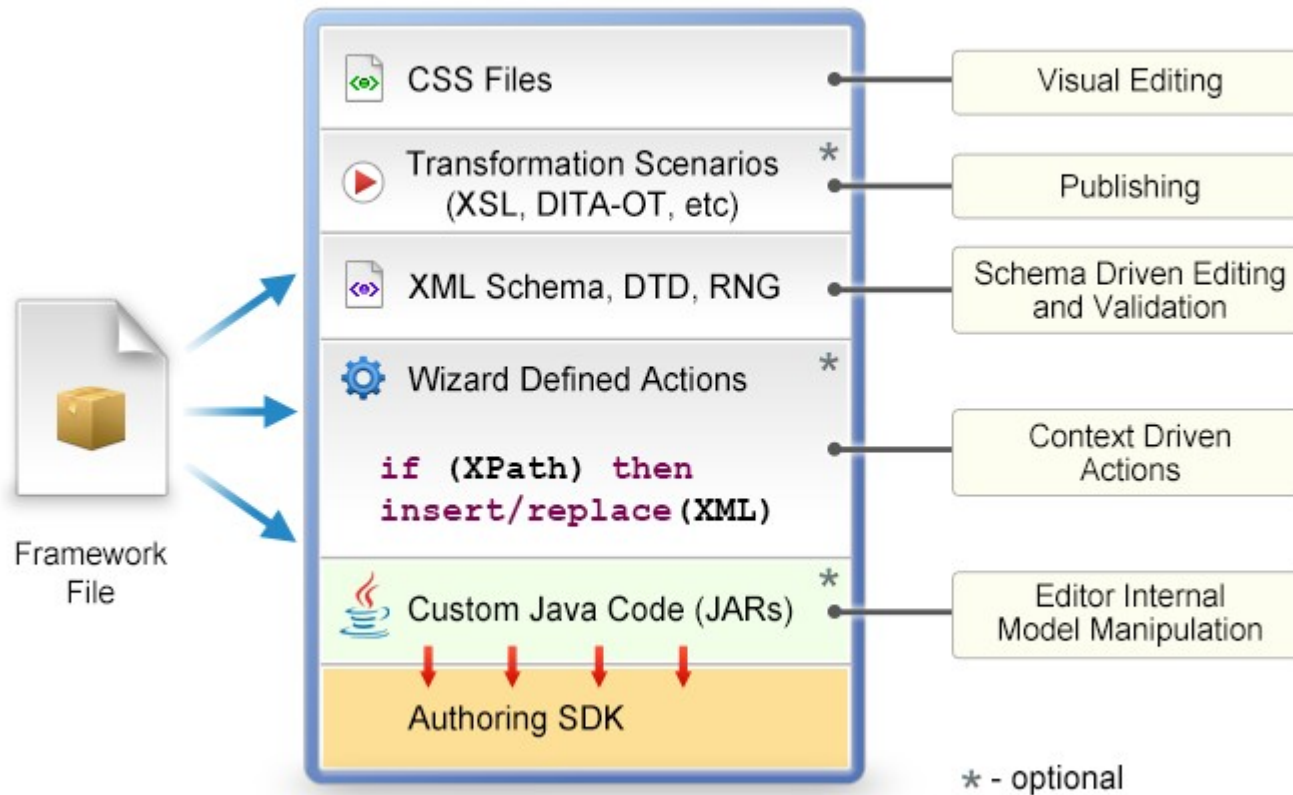 CSS Files
Visual Editing
Transformation Scenarios *
(XSL, DITA-OT, etc)
Publishing
XML Schema, DTD, RNG
Schema Driven Editing
and Validation
Wizard Defined Actions *
if (XPath) then
insert/replace(XML)
Context Driven
Actions
Framework
File
Custom Java Code (JARs) *
Editor Internal
Model Manipulation
Authoring SDK
* - optional